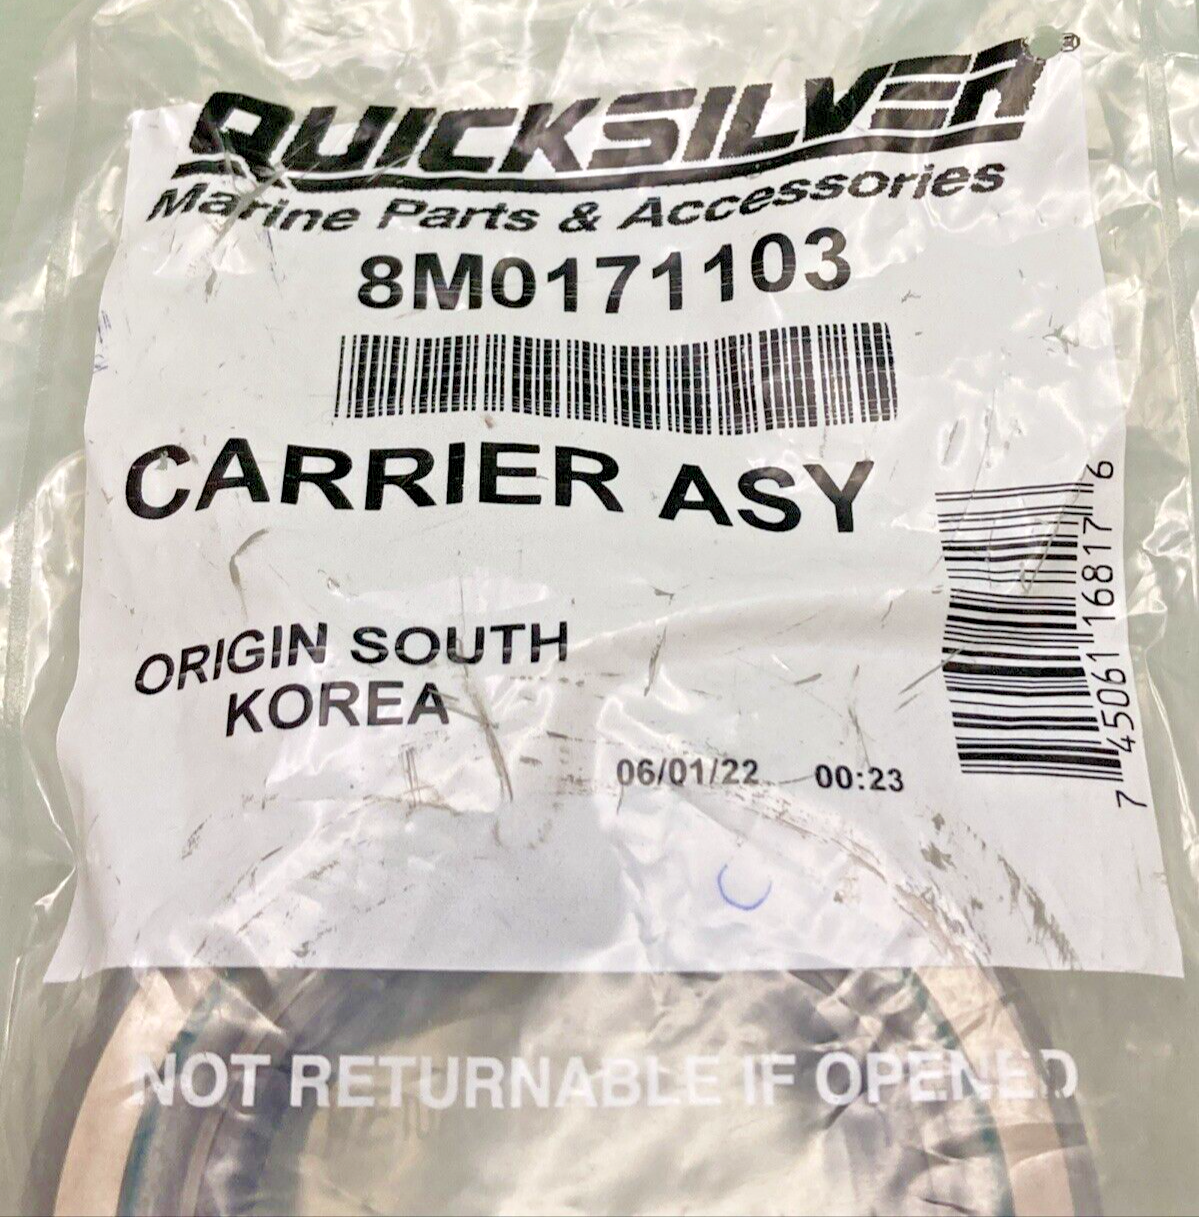 QUICKSILVER®
Marine Parts & Accessories
8M0171103
CARRIER ASY
ORIGIN SOUTH
KOREA
06/01/22 00:23
7 45061 16817 6
NOT RETURNABLE IF OPENED